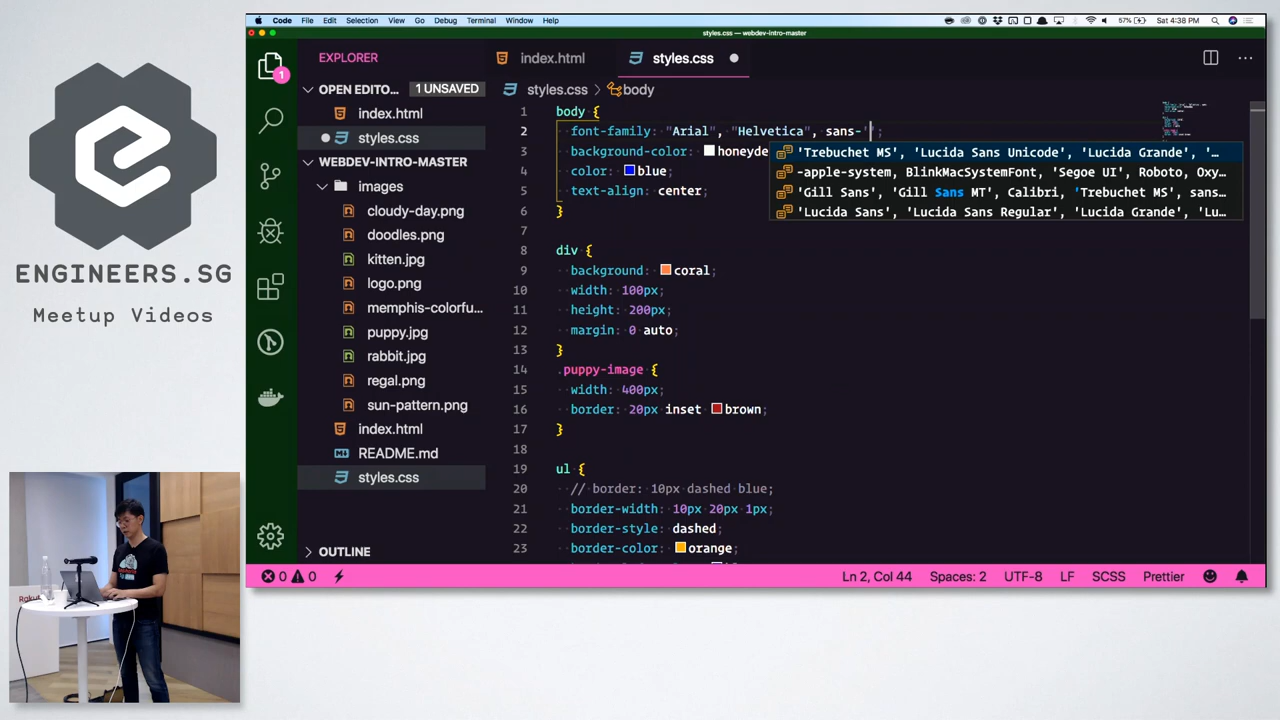 Code File Edit Selection View Go Debug Terminal Window Help
57% Sat 4:38 PM
styles.css — webdev-intro-master
EXPLORER
index.html
styles.css
1
OPEN EDITO... 1 UNSAVED
index.html
styles.css
WEBDEV-INTRO-MASTER
images
cloudy-day.png
doodles.png
kitten.jpg
logo.png
memphis-colorfu...
puppy.jpg
rabbit.jpg
regal.png
sun-pattern.png
index.html
README.md
styles.css
OUTLINE
styles.css > body
1 body {
2 font-family: "Arial", "Helvetica", sans-'';
3 background-color: honeyde
4 color: blue;
5 text-align: center;
6 }
7
8 div {
9 background: coral;
10 width: 100px;
11 height: 200px;
12 margin: 0 auto;
13 }
14 .puppy-image {
15 width: 400px;
16 border: 20px inset brown;
17 }
18
19 ul {
20 // border: 10px dashed blue;
21 border-width: 10px 20px 1px;
22 border-style: dashed;
23 border-color: orange;
'Trebuchet MS', 'Lucida Sans Unicode', 'Lucida Grande', '…
-apple-system, BlinkMacSystemFont, 'Segoe UI', Roboto, Oxy…
'Gill Sans', 'Gill Sans MT', Calibri, 'Trebuchet MS', sans…
'Lucida Sans', 'Lucida Sans Regular', 'Lucida Grande', 'Lu…
0 0 Ln 2, Col 44 Spaces: 2 UTF-8 LF SCSS Prettier
ENGINEERS.SG
Meetup Videos